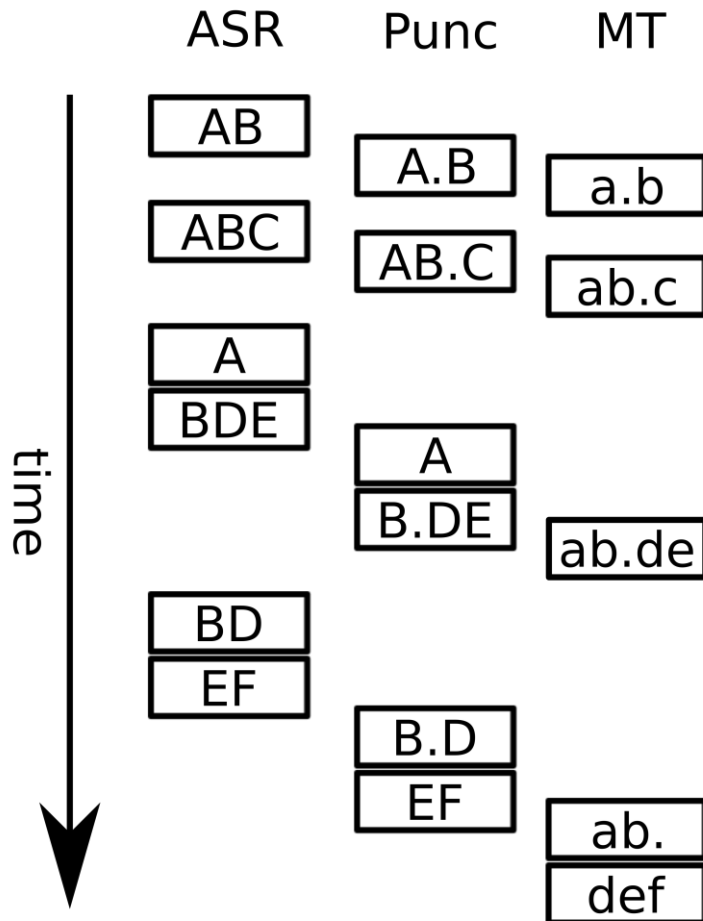 ASR Punc MT
AB
A.B
a.b
ABC
AB.C
ab.c
A
BDE
A
B.DE
ab.de
time
BD
EF
B.D
EF
ab.
def